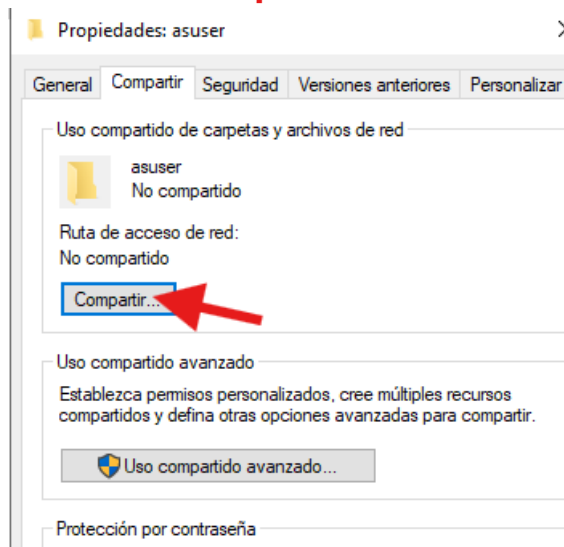 Propiedades: asuser
General Compartir Seguridad Versiones anteriores Personalizar
Uso compartido de carpetas y archivos de red
asuser
No compartido
Ruta de acceso de red:
No compartido
Compartir...
Uso compartido avanzado
Establezca permisos personalizados, cree múltiples recursos
compartidos y defina otras opciones avanzadas para compartir.
Uso compartido avanzado...
Protección por contraseña